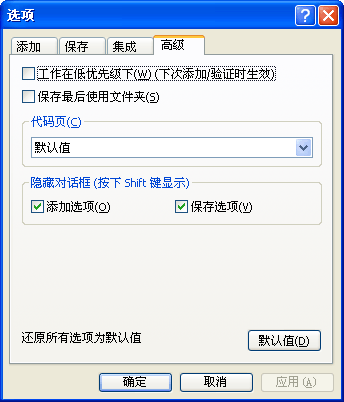 选项
添加 保存 集成 高级
工作在低优先级下(W) (下次添加/验证时生效)
保存最后使用文件夹(S)
代码页(C)
默认值
隐藏对话框 (按下 Shift 键显示)
添加选项(O) 保存选项(V)
还原所有选项为默认值 默认值(D)
确定 取消 应用 (A)